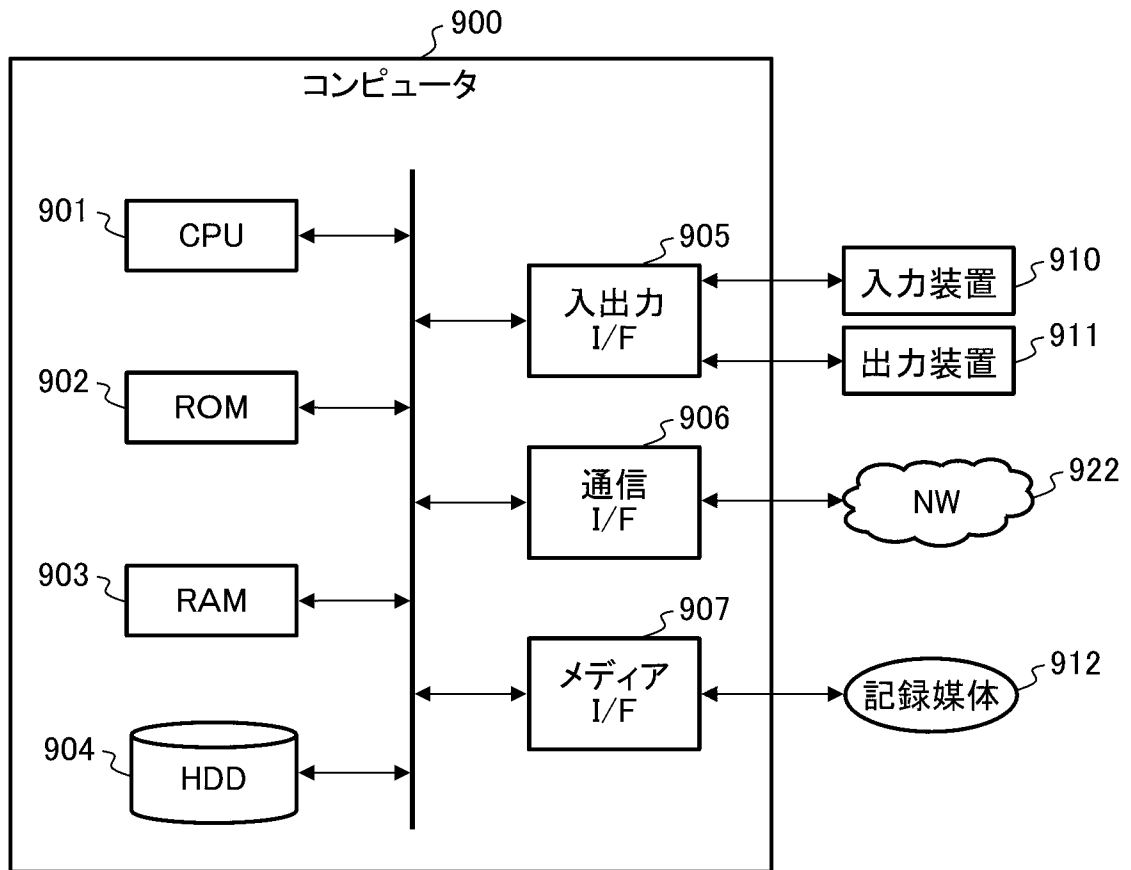 900
コンピュータ
901
CPU
902
ROM
903
RAM
904
HDD
905
入出力
I/F
906
通信
I/F
907
メディア
I/F
910
入力装置
911
出力装置
922
NW
912
記録媒体